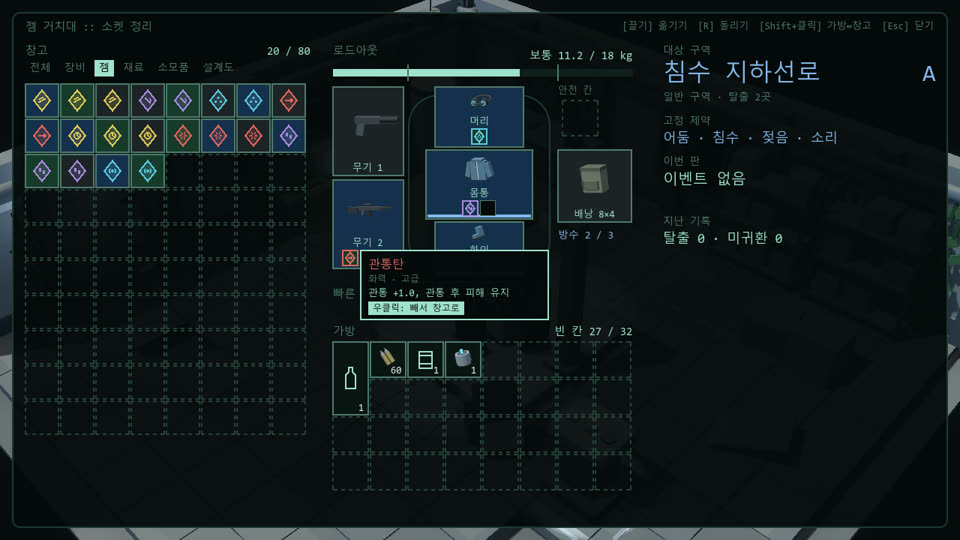 젬 거치대 :: 소켓 정리
[끌기] 옮기기 [R] 돌리기 [Shift+클릭] 가방↔창고 [Esc] 닫기
창고
20 / 80
전체 장비 젬 재료 소모품 설계도
로드아웃
보통 11.2 / 18 kg
안전 칸
무기 1
머리
몸통
배낭 8×4
방수 2 / 3
무기 2
관통탄
화력 · 고급
관통 +1.0, 관통 후 피해 유지
우클릭: 빼서 창고로
빠른
가방
빈 칸 27 / 32
60
1
1
1
대상 구역
침수 지하선로
A
일반 구역 · 탈출 2곳
고정 제약
어둠 · 침수 · 젖음 · 소리
이번 판
이벤트 없음
지난 기록
탈출 0 · 미귀환 0